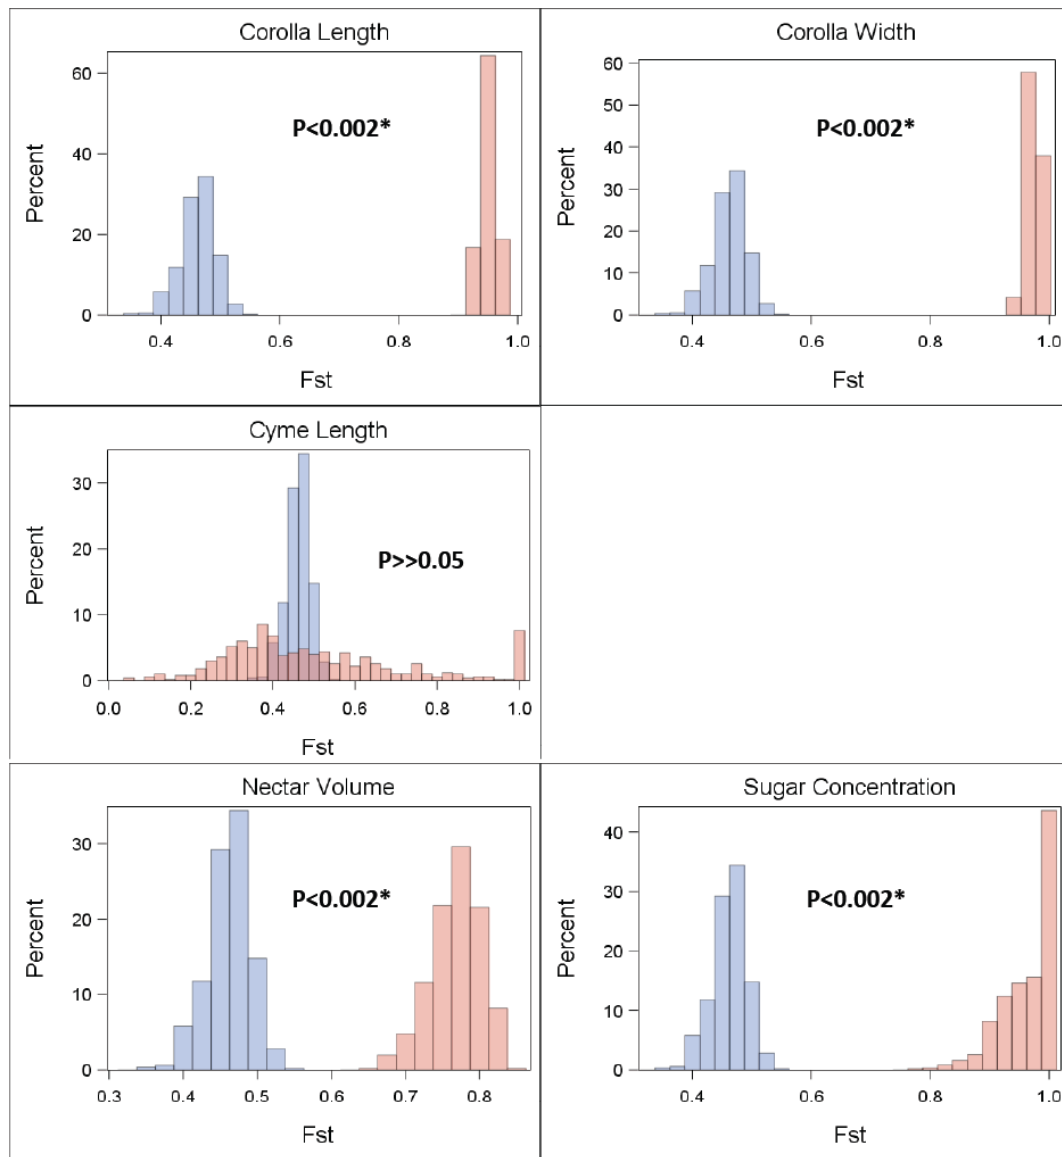 Corolla Length
Percent
60
40
20
0
P<0.002*
0.4 0.6 0.8 1.0
Fst
Corolla Width
Percent
60
50
40
30
20
10
0
P<0.002*
0.4 0.6 0.8 1.0
Fst
Cyme Length
Percent
30
20
10
0
P>>0.05
0.0 0.2 0.4 0.6 0.8 1.0
Fst
Nectar Volume
Percent
30
20
10
0
P<0.002*
0.3 0.4 0.5 0.6 0.7 0.8
Fst
Sugar Concentration
Percent
40
30
20
10
0
P<0.002*
0.4 0.6 0.8 1.0
Fst